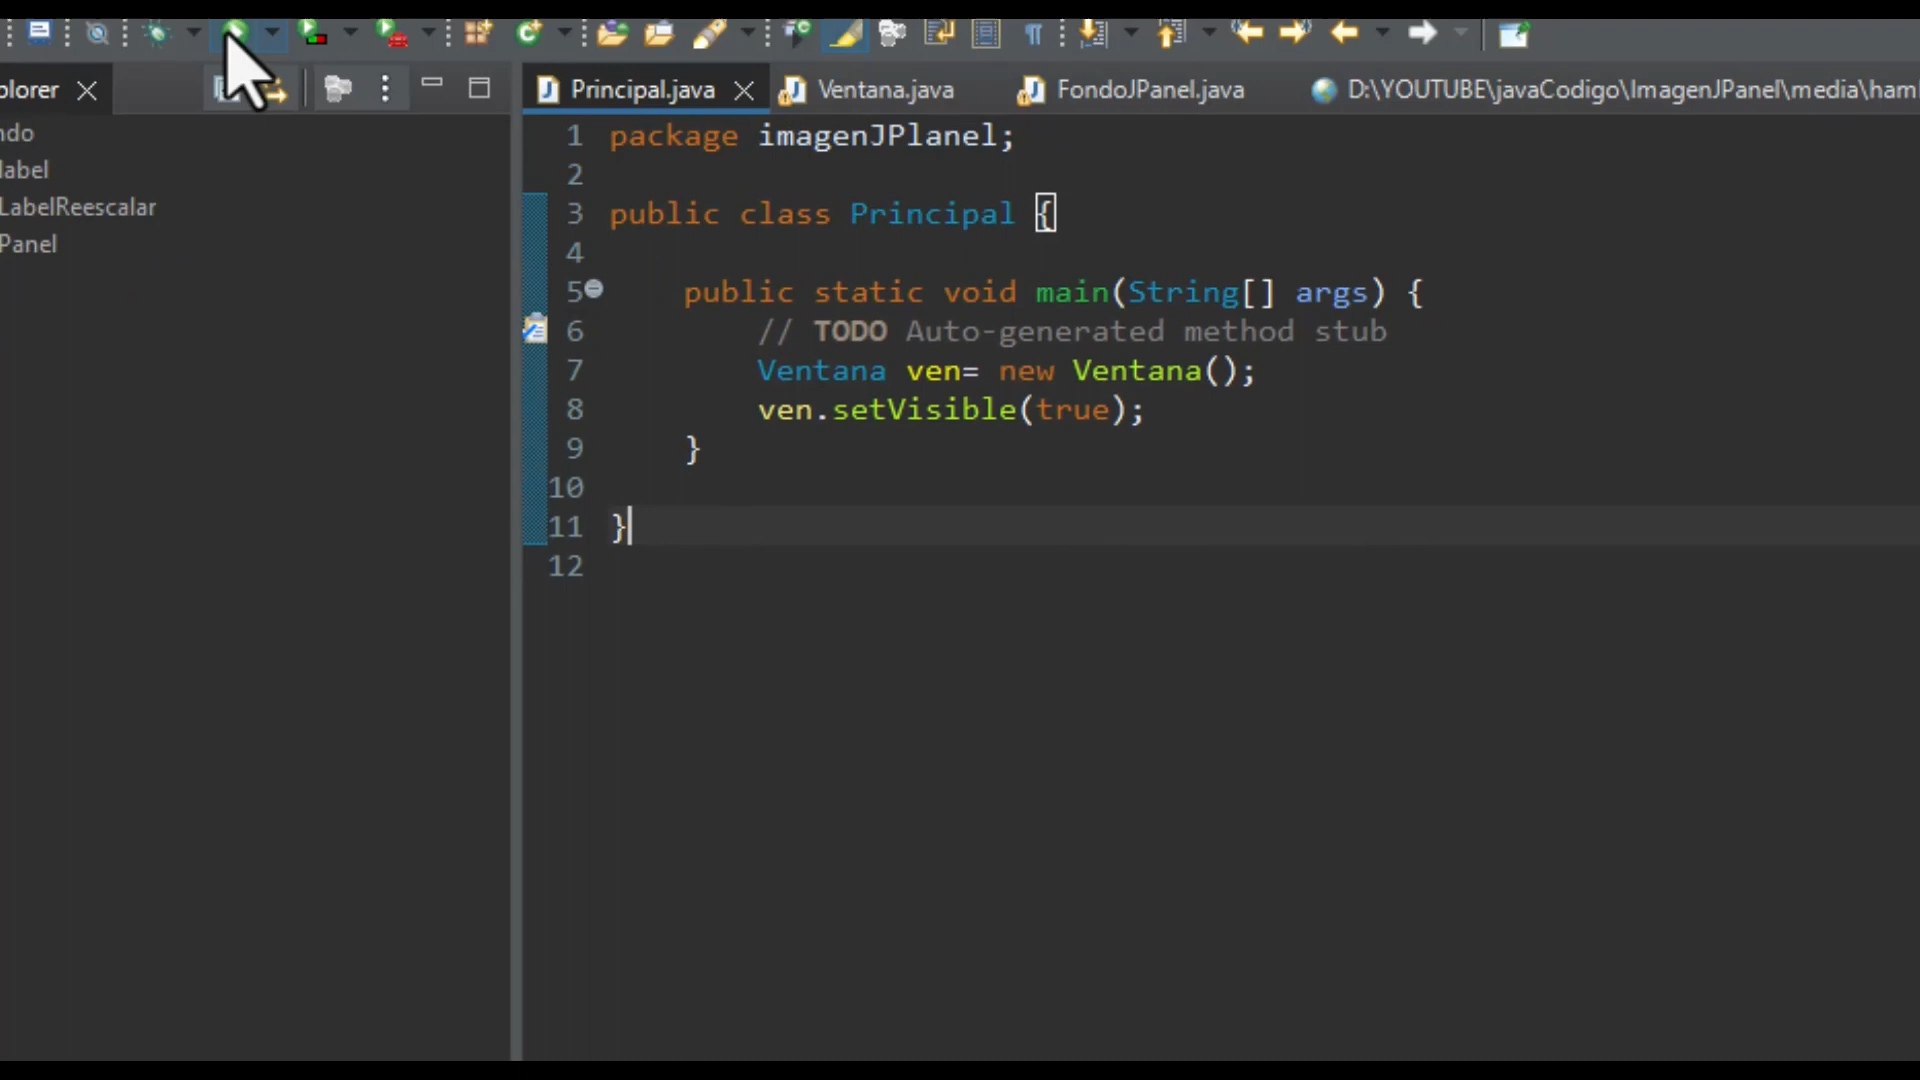 plorer
Principal.java
Ventana.java
FondoJPanel.java
D:\YOUTUBE\javaCodigo\ImagenJPanel\media\ham
ndo
label
LabelReescalar
Panel
1 package imagenJPlanel;
2
3 public class Principal {
4
5 public static void main(String[] args) {
6 // TODO Auto-generated method stub
7 Ventana ven= new Ventana();
8 ven.setVisible(true);
9 }
10
11 }
12